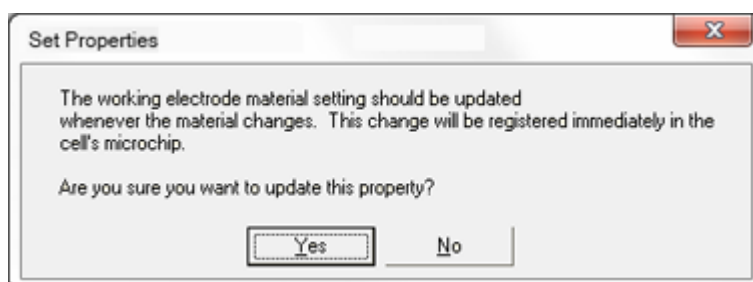 Set Properties
The working electrode material setting should be updated
whenever the material changes.  This change will be registered immediately in the
cell's microchip.
Are you sure you want to update this property?
Yes No